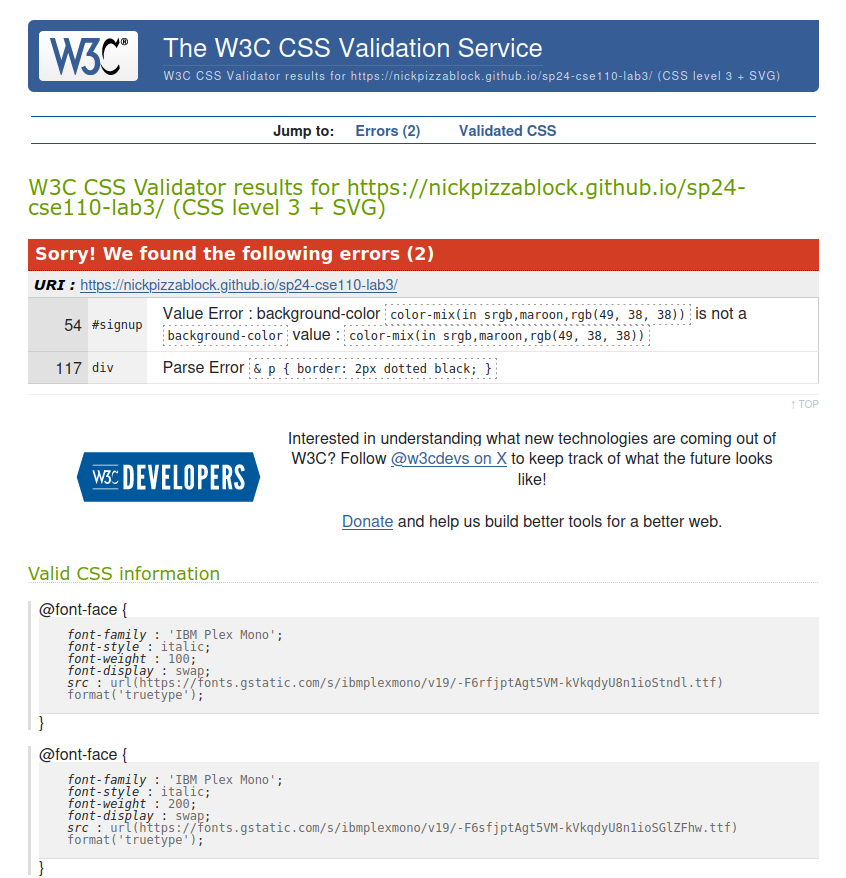 W3C®
The W3C CSS Validation Service
W3C CSS Validator results for https://nickpizzablock.github.io/sp24-cse110-lab3/ (CSS level 3 + SVG)
Jump to: Errors (2) Validated CSS
W3C CSS Validator results for https://nickpizzablock.github.io/sp24-
cse110-lab3/ (CSS level 3 + SVG)
Sorry! We found the following errors (2)
URI : https://nickpizzablock.github.io/sp24-cse110-lab3/
54 #signup Value Error : background-color color-mix(in srgb,maroon,rgb(49, 38, 38)) is not a
background-color value : color-mix(in srgb,maroon,rgb(49, 38, 38))
117 div Parse Error & p { border: 2px dotted black; }
↑ TOP
W3C DEVELOPERS
Interested in understanding what new technologies are coming out of
W3C? Follow @w3cdevs on X to keep track of what the future looks
like!
Donate and help us build better tools for a better web.
Valid CSS information
@font-face {
font-family : 'IBM Plex Mono';
font-style : italic;
font-weight : 100;
font-display : swap;
src : url(https://fonts.gstatic.com/s/ibmplexmono/v19/-F6rfjptAgt5VM-kVkqdyU8n1ioStndl.ttf)
format('truetype');
}
@font-face {
font-family : 'IBM Plex Mono';
font-style : italic;
font-weight : 200;
font-display : swap;
src : url(https://fonts.gstatic.com/s/ibmplexmono/v19/-F6sfjptAgt5VM-kVkqdyU8n1ioSGlZFhw.ttf)
format('truetype');
}